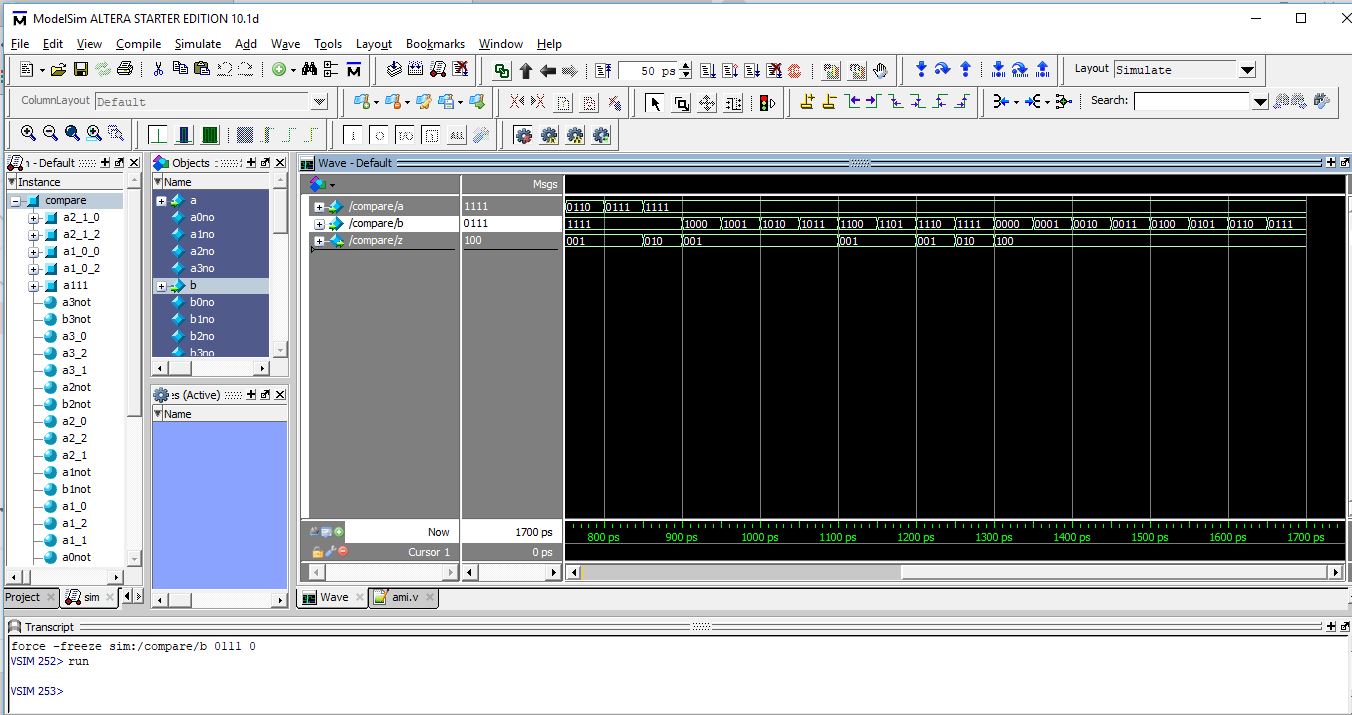 ModelSim ALTERA STARTER EDITION 10.1d
File Edit View Compile Simulate Add Wave Tools Layout Bookmarks Window Help
50 ps Layout Simulate
ColumnLayout Default Search:
ALL
- Default Objects Wave - Default
Instance Name Msgs
compare
a2_1_0
a2_1_2
a1_0_0
a1_0_2
a111
a3not
b3not
a3_0
a3_2
a3_1
a2not
b2not
a2_0
a2_2
a2_1
a1not
b1not
a1_0
a1_2
a1_1
a0not
a
a0no
a1no
a2no
a3no
b
b0no
b1no
b2no
b3no
es (Active)
Name
/compare/a 1111 0110 0111 1111
/compare/b 0111 1111 1000 1001 1010 1011 1100 1101 1110 1111 0000 0001 0010 0011 0100 0101 0110 0111
/compare/z 100 001 010 001 001 001 010 100
Now 1700 ps 800 ps 900 ps 1000 ps 1100 ps 1200 ps 1300 ps 1400 ps 1500 ps 1600 ps 1700 ps
Cursor 1 0 ps
Project sim Wave ami.v
Transcript
force -freeze sim:/compare/b 0111 0
VSIM 252> run
VSIM 253>